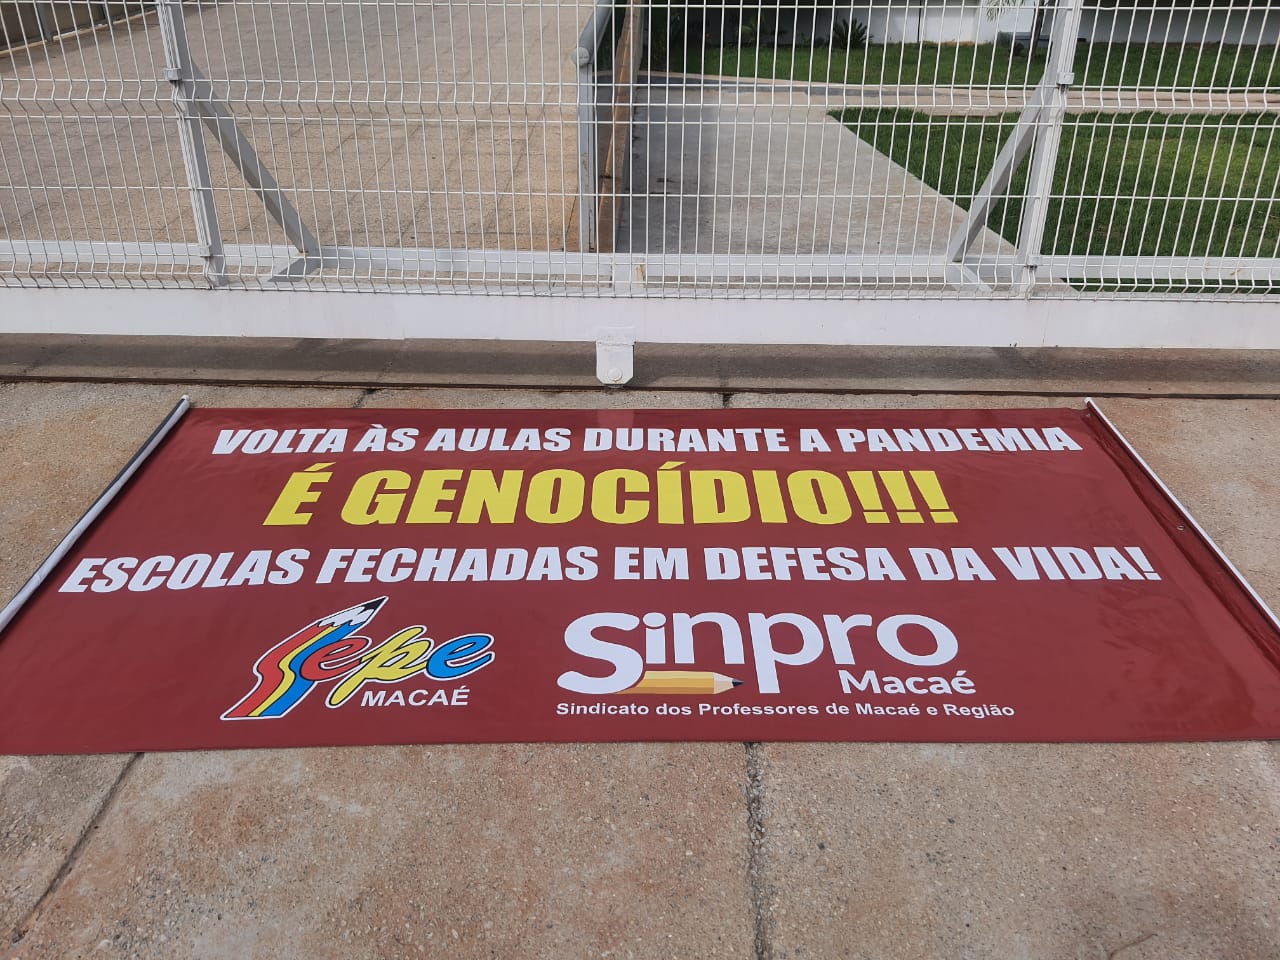 VOLTA ÀS AULAS DURANTE A PANDEMIA
É GENOCÍDIO!!!
ESCOLAS FECHADAS EM DEFESA DA VIDA!
Sepe
MACAÉ
Sinpro
Macaé
Sindicato dos Professores de Macaé e Região